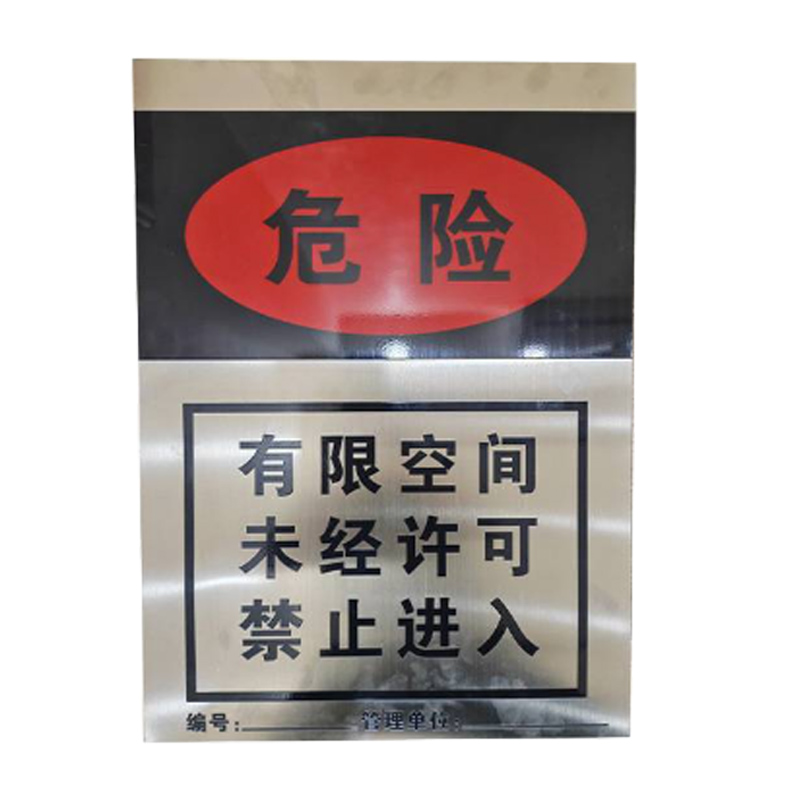 危险
有限空间
未经许可
禁止进入
编号：管理单位：